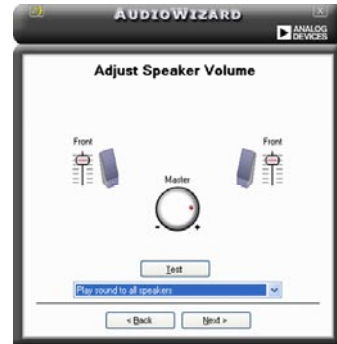 AudioWizard
ANALOG
DEVICES
Adjust Speaker Volume
Front
Front
Master
- +
Test
Play sound to all speakers
< Back
Next >